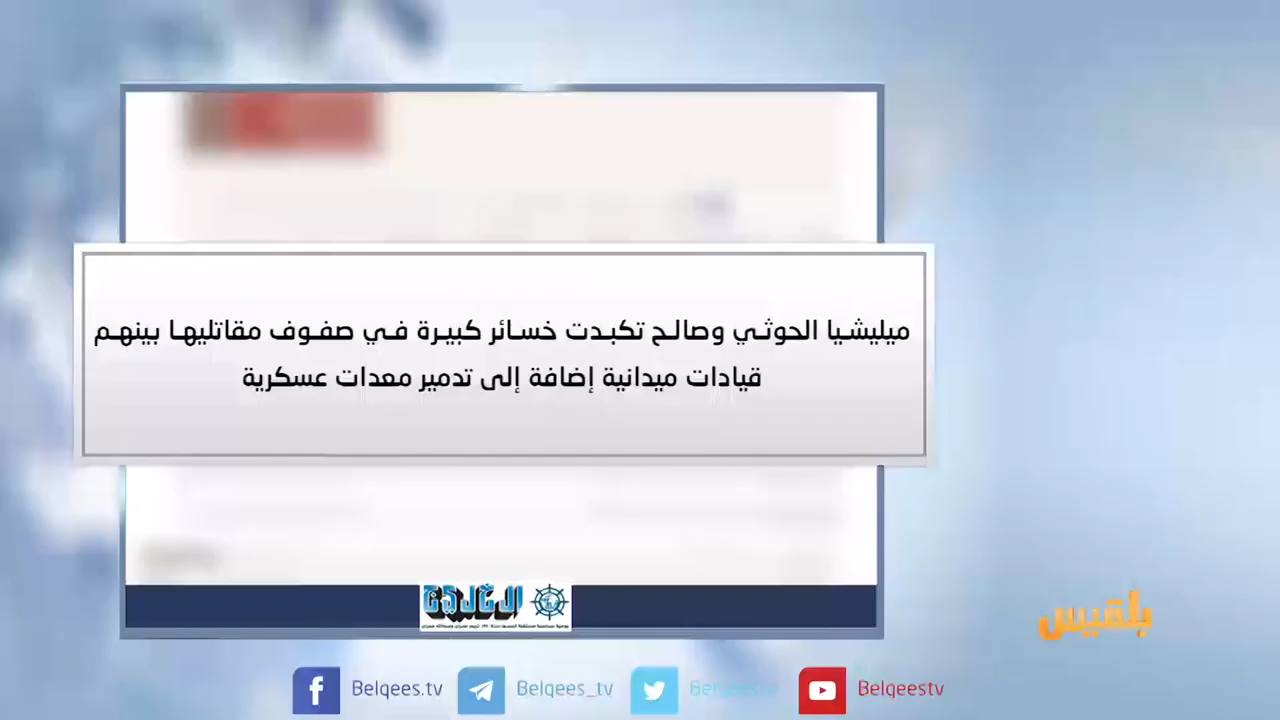 ميليشيا الحوثي وصالح تكبدت خسائر كبيرة في صفوف مقاتليها بينهم
قيادات ميدانية إضافة إلى تدمير معدات عسكرية
الخليج
بلقيس
Belqees.tv
Belqees_tv
Belqeestv